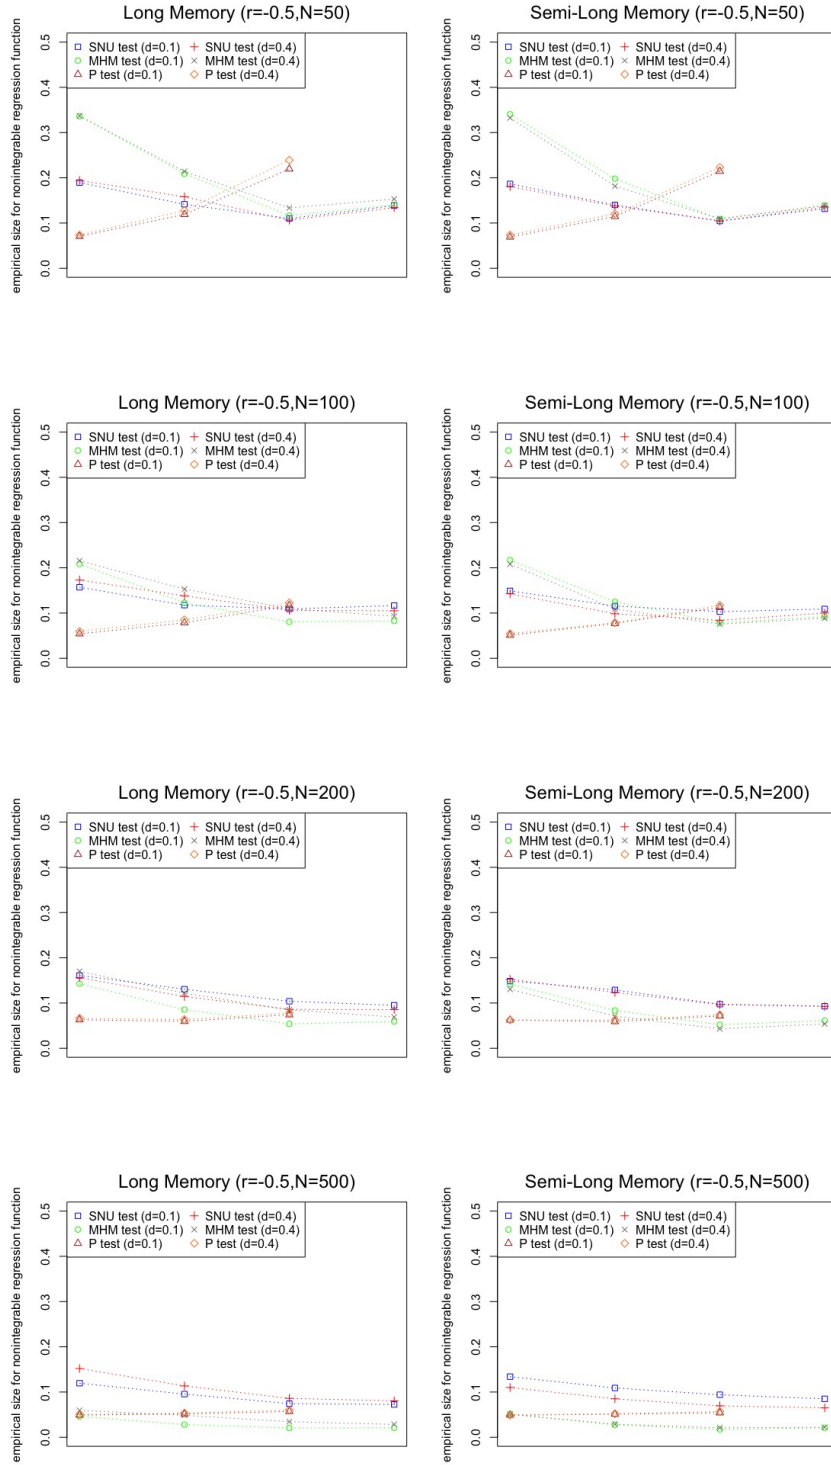 Long Memory (r=-0.5,N=50)
empirical size for nonintegrable regression function
0.0 0.1 0.2 0.3 0.4 0.5
SNU test (d=0.1) SNU test (d=0.4)
MHM test (d=0.1) MHM test (d=0.4)
P test (d=0.1) P test (d=0.4)
Semi-Long Memory (r=-0.5,N=50)
empirical size for nonintegrable regression function
0.0 0.1 0.2 0.3 0.4 0.5
SNU test (d=0.1) SNU test (d=0.4)
MHM test (d=0.1) MHM test (d=0.4)
P test (d=0.1) P test (d=0.4)
Long Memory (r=-0.5,N=100)
empirical size for nonintegrable regression function
0.0 0.1 0.2 0.3 0.4 0.5
SNU test (d=0.1) SNU test (d=0.4)
MHM test (d=0.1) MHM test (d=0.4)
P test (d=0.1) P test (d=0.4)
Semi-Long Memory (r=-0.5,N=100)
empirical size for nonintegrable regression function
0.0 0.1 0.2 0.3 0.4 0.5
SNU test (d=0.1) SNU test (d=0.4)
MHM test (d=0.1) MHM test (d=0.4)
P test (d=0.1) P test (d=0.4)
Long Memory (r=-0.5,N=200)
empirical size for nonintegrable regression function
0.0 0.1 0.2 0.3 0.4 0.5
SNU test (d=0.1) SNU test (d=0.4)
MHM test (d=0.1) MHM test (d=0.4)
P test (d=0.1) P test (d=0.4)
Semi-Long Memory (r=-0.5,N=200)
empirical size for nonintegrable regression function
0.0 0.1 0.2 0.3 0.4 0.5
SNU test (d=0.1) SNU test (d=0.4)
MHM test (d=0.1) MHM test (d=0.4)
P test (d=0.1) P test (d=0.4)
Long Memory (r=-0.5,N=500)
empirical size for nonintegrable regression function
0.0 0.1 0.2 0.3 0.4 0.5
SNU test (d=0.1) SNU test (d=0.4)
MHM test (d=0.1) MHM test (d=0.4)
P test (d=0.1) P test (d=0.4)
Semi-Long Memory (r=-0.5,N=500)
empirical size for nonintegrable regression function
0.0 0.1 0.2 0.3 0.4 0.5
SNU test (d=0.1) SNU test (d=0.4)
MHM test (d=0.1) MHM test (d=0.4)
P test (d=0.1) P test (d=0.4)